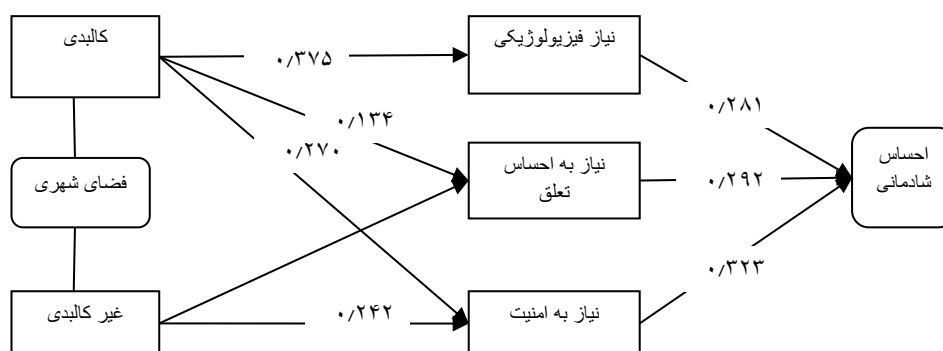 کالبدی
نیاز فیزیولوژیکی
۰٫۳۷۵
۰٫۲۸۱
۰٫۱۳۴
۰٫۲۷۰
فضای شهری
نیاز به احساس
تعلق
۰٫۲۹۲
احساس
شادمانی
۰٫۳۲۳
غیر کالبدی
۰٫۲۴۲
نیاز به امنیت